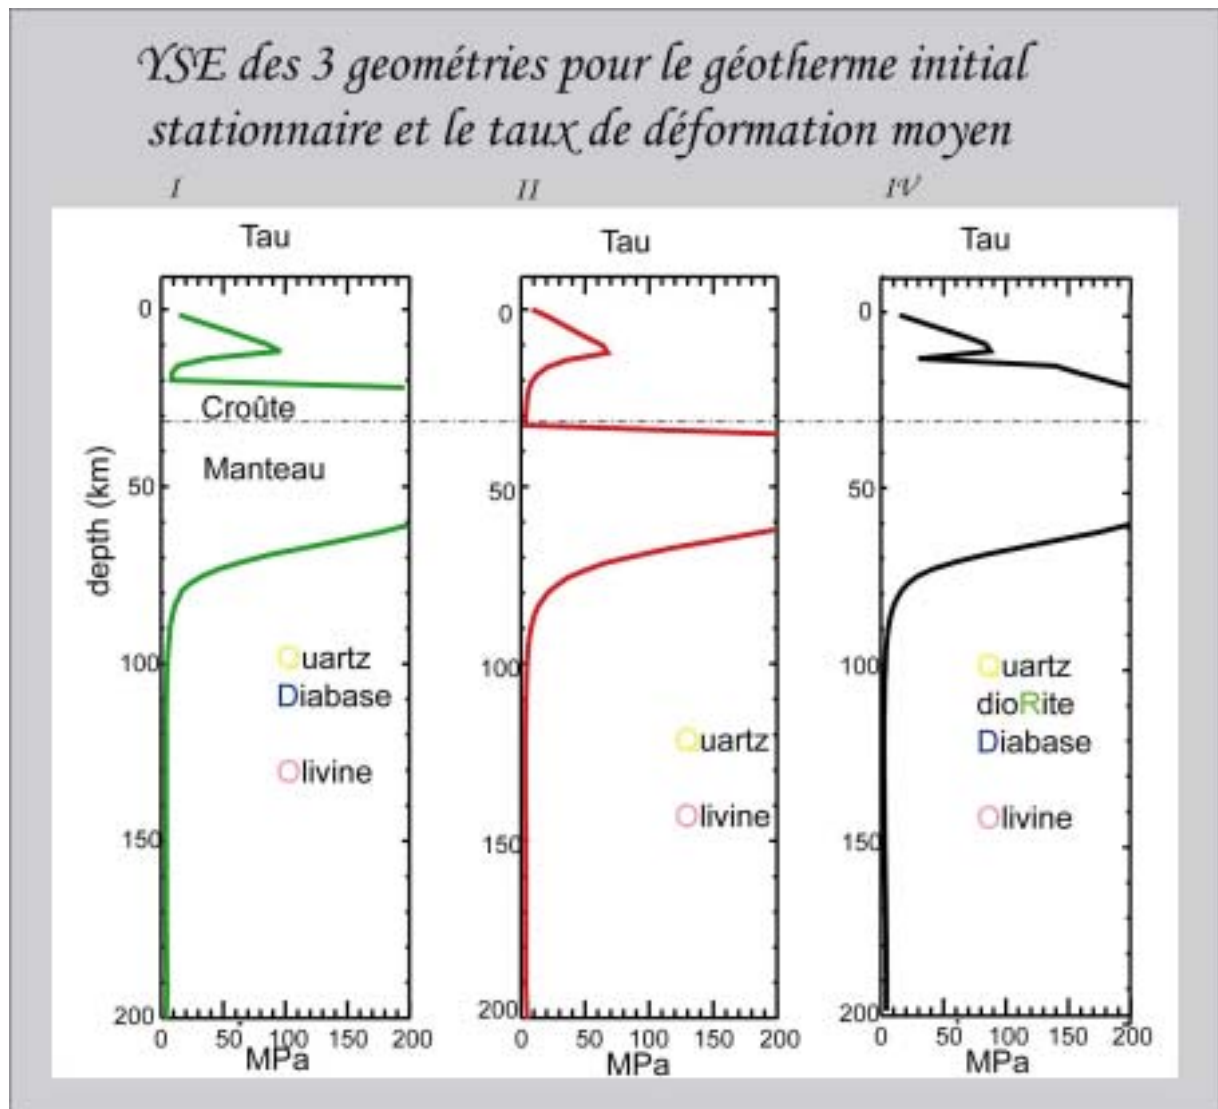 YSE des 3 geométries pour le géotherme initial
stationnaire et le taux de déformation moyen
I
II
IV
Tau
Tau
Tau
0
50
100
150
200
depth (km)
Croûte
Manteau
Quartz
Diabase
Olivine
0
50
100
150
200
MPa
0
50
100
150
200
Quartz
Olivine
0
50
100
150
200
MPa
0
50
100
150
200
Quartz
dioRite
Diabase
Olivine
0
50
100
150
200
MPa